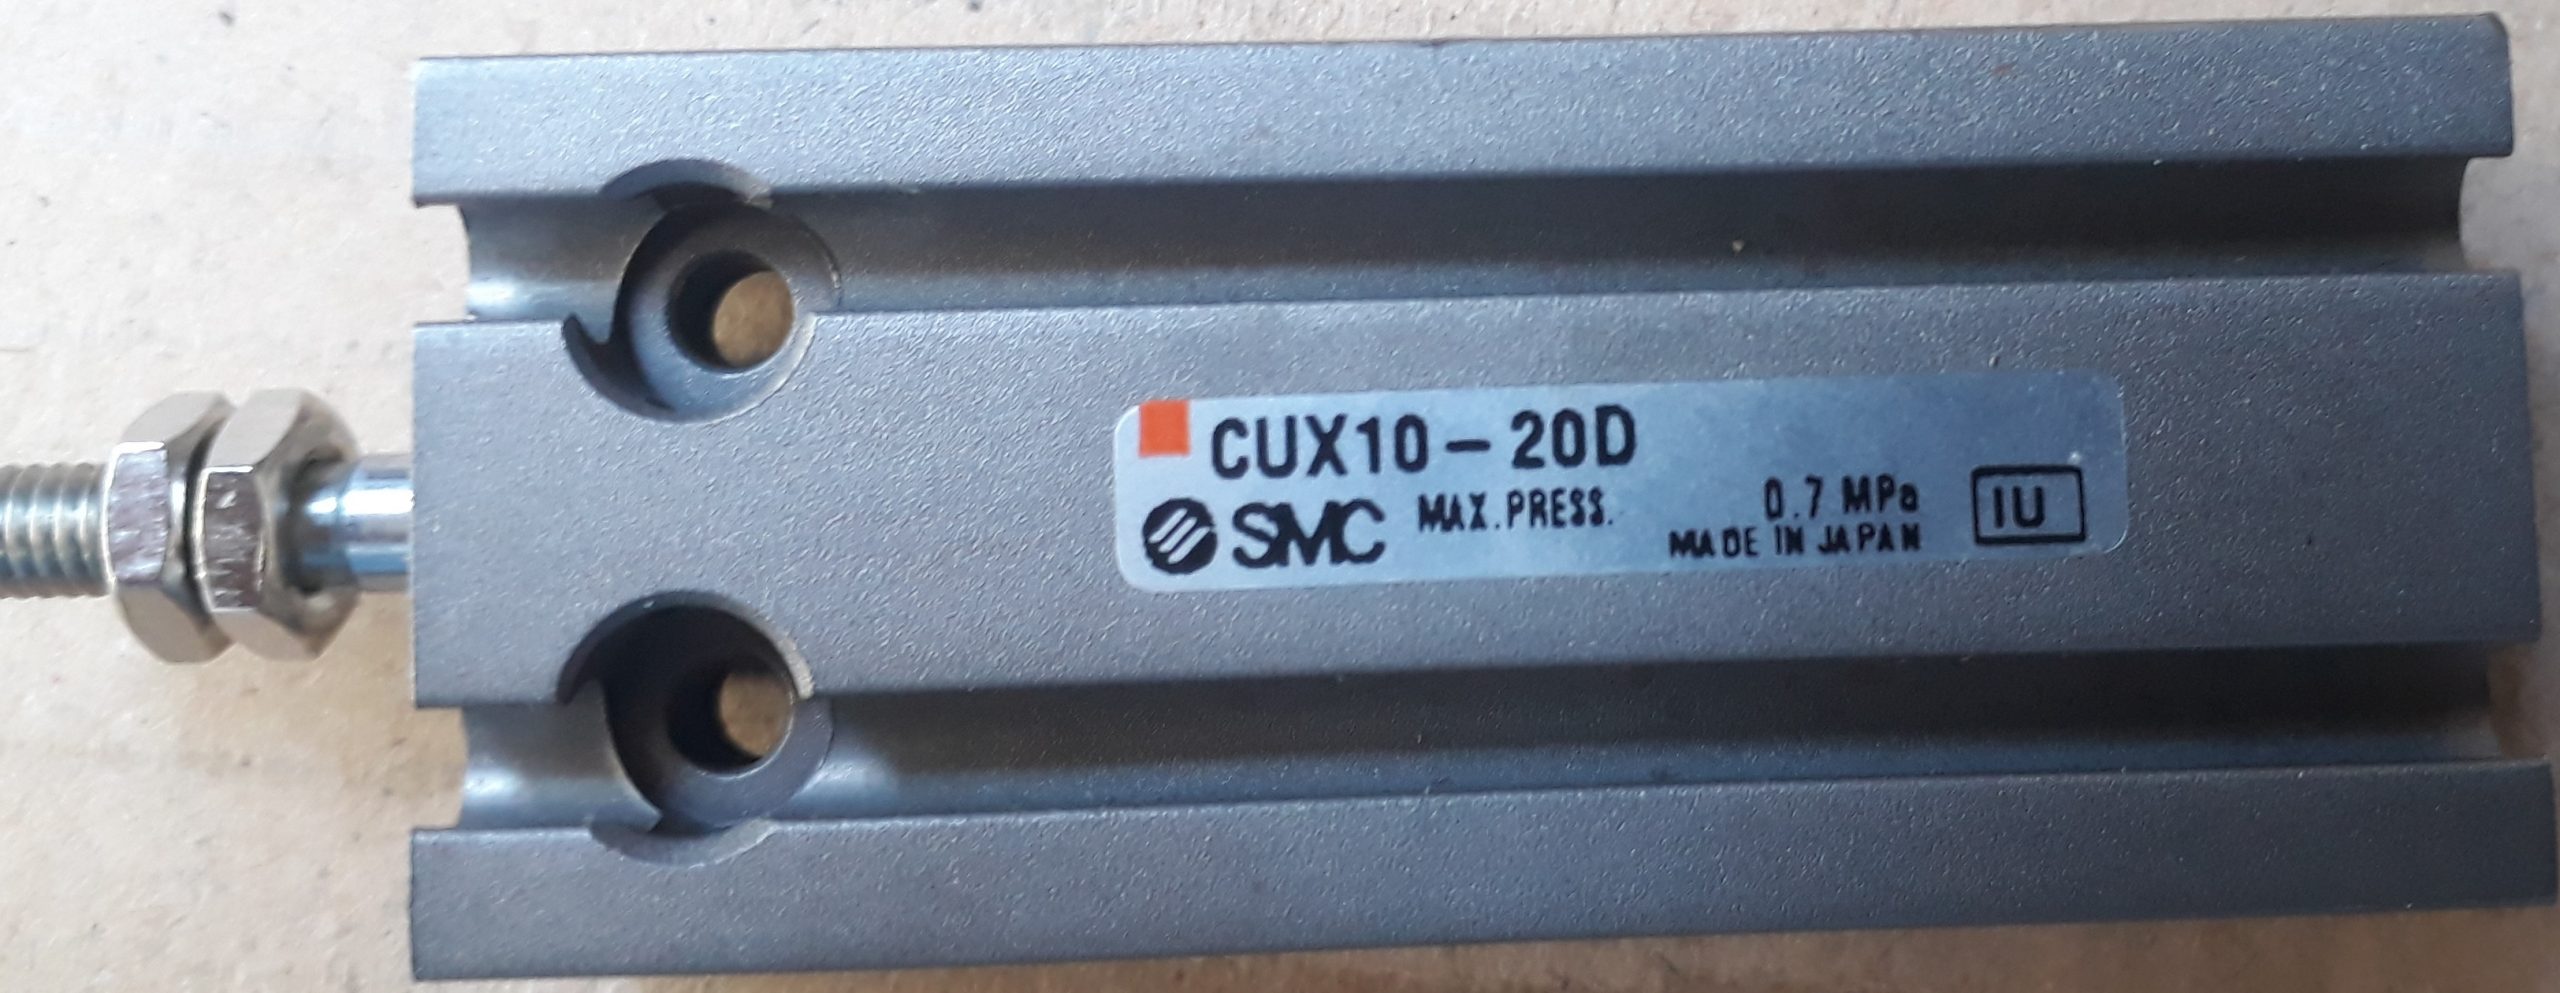 CUX10-20D
SMC MAX.PRESS. 0.7 MPa
MADE IN JAPAN
IU